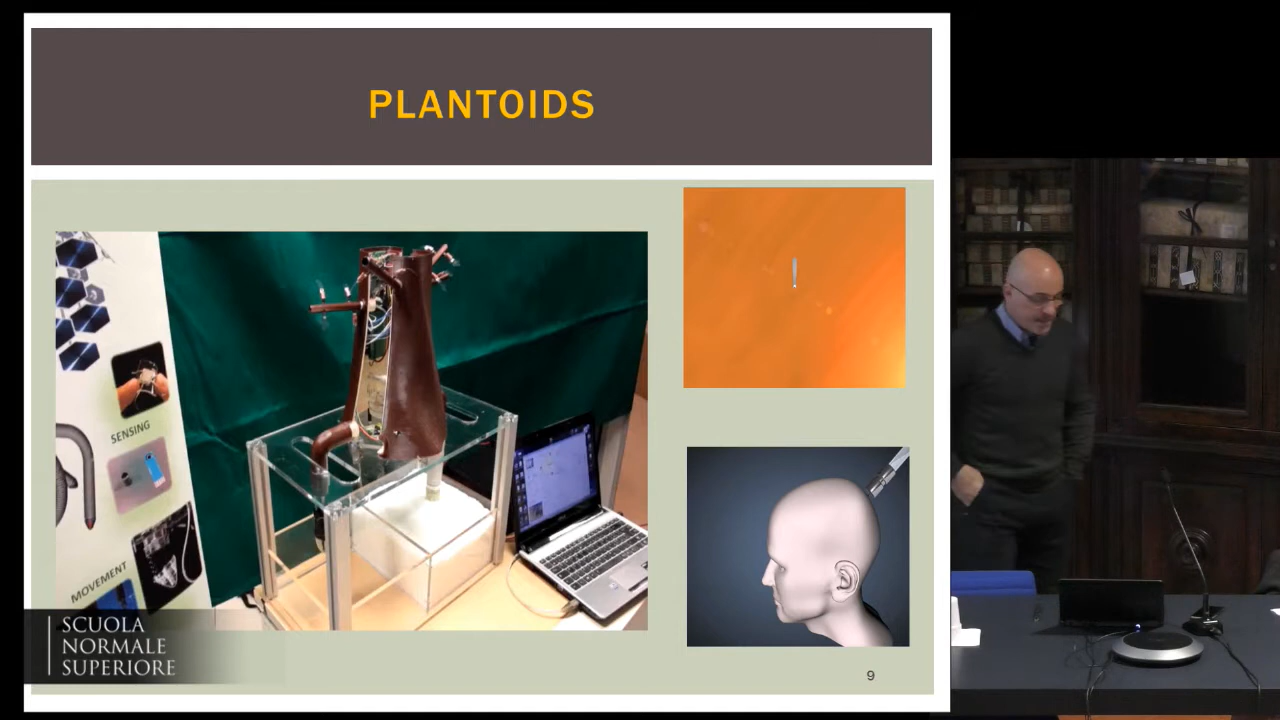 PLANTOIDS
SENSING
MOVEMENT
SCUOLA
NORMALE
SUPERIORE
9